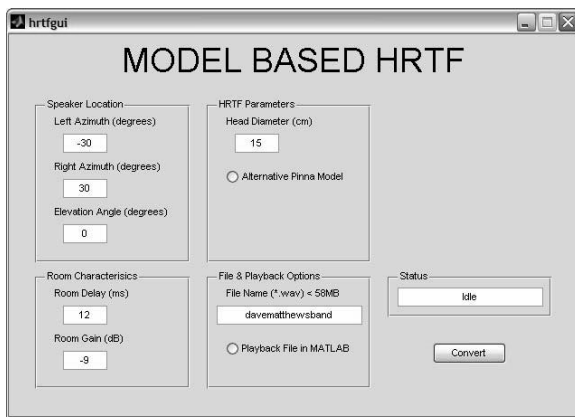 hrtfgui
MODEL BASED HRTF
Speaker Location
Left Azimuth (degrees)
-30
Right Azimuth (degrees)
30
Elevation Angle (degrees)
0
HRTF Parameters
Head Diameter (cm)
15
Alternative Pinna Model
Room Characterisics
Room Delay (ms)
12
Room Gain (dB)
-9
File & Playback Options
File Name (*.wav) < 58MB
davematthewsband
Playback File in MATLAB
Status
Idle
Convert